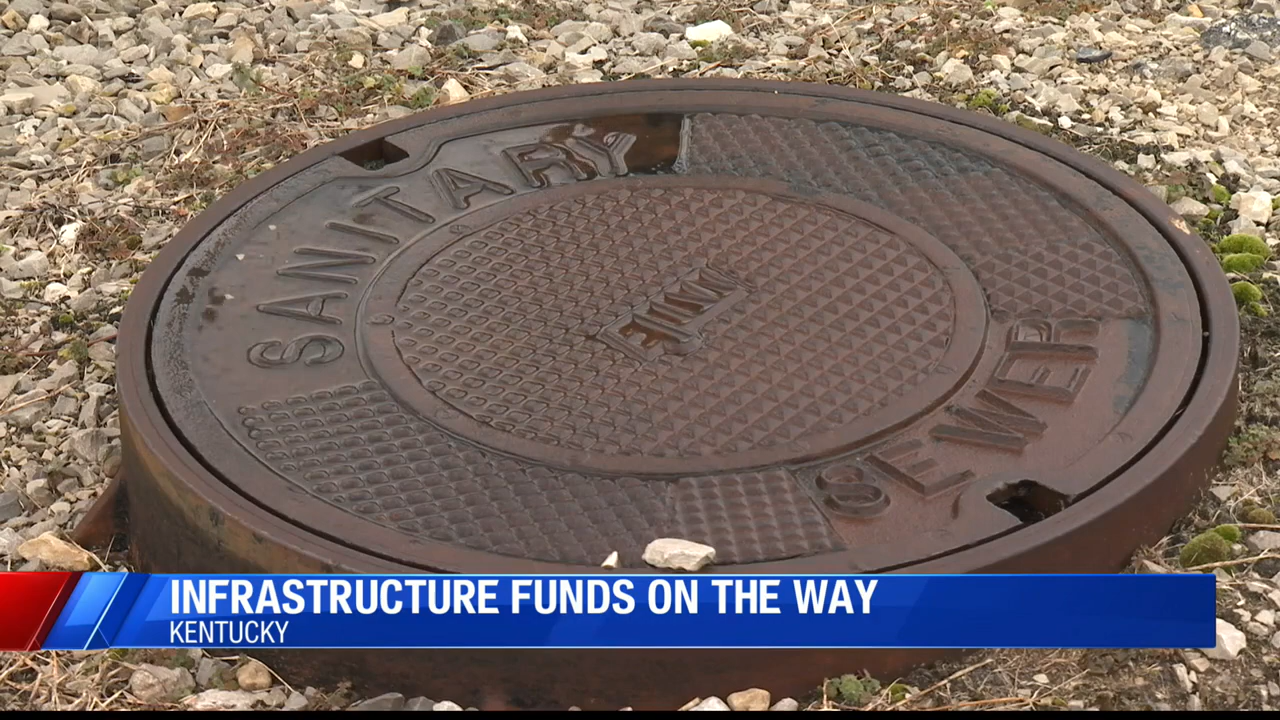 SANITARY
SEWER
INFRASTRUCTURE FUNDS ON THE WAY
KENTUCKY